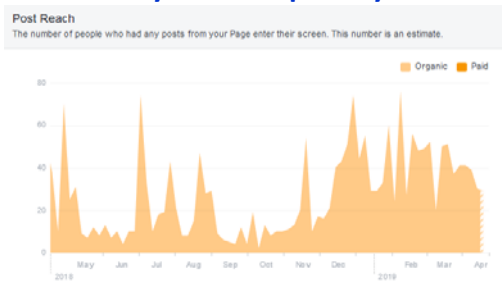 Post Reach
The number of people who had any posts from your Page enter their screen. This number is an estimate.
Organic Paid
80
60
40
20
0
May Jun Jul Aug Sep Oct Nov Dec Feb Mar Apr
2018 2019